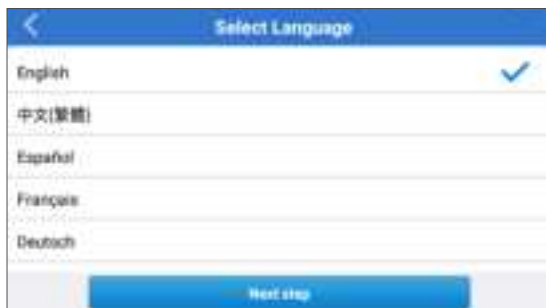 Select Language
English
中文(繁體)
Español
Français
Deutsch
Next step